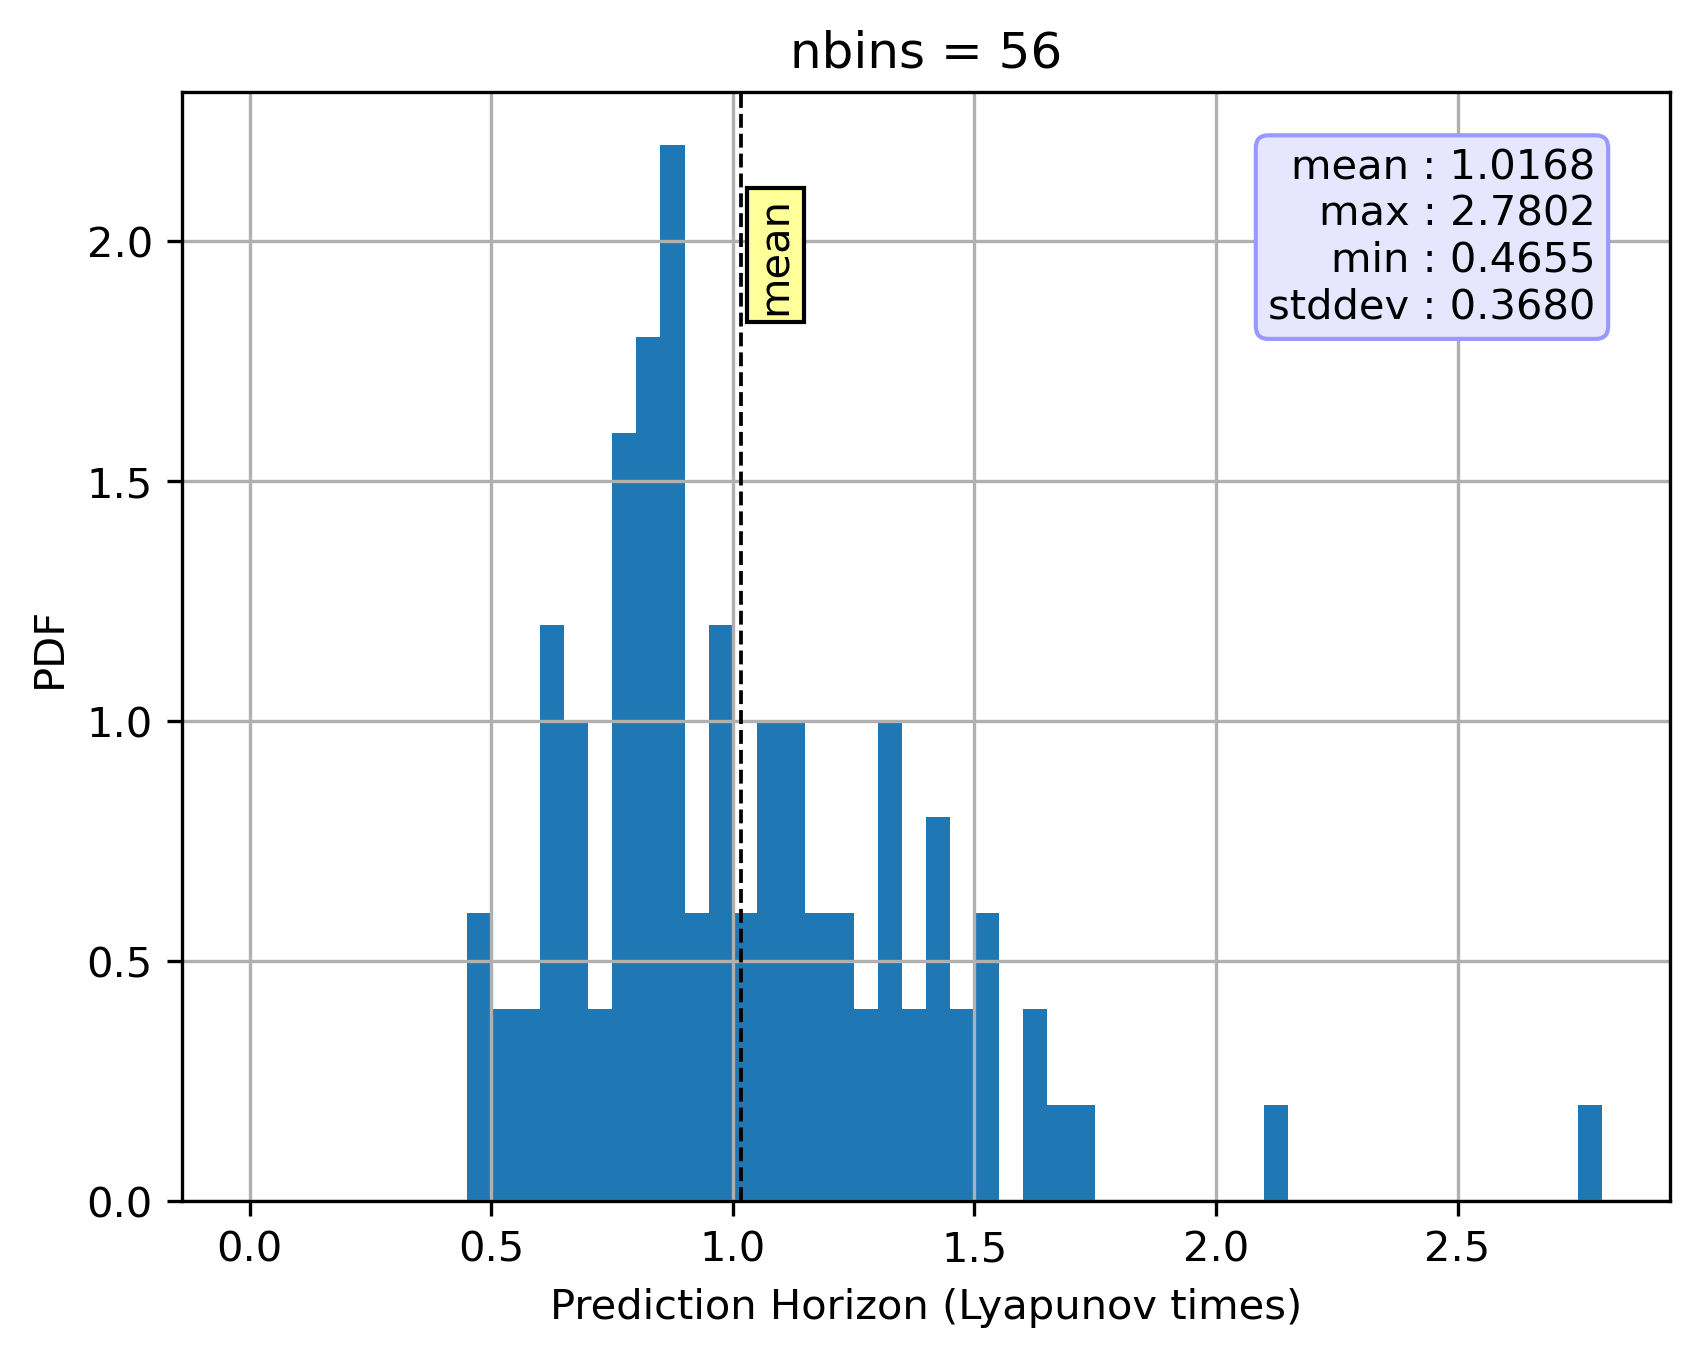 nbins = 56
mean : 1.0168
max : 2.7802
min : 0.4655
stddev : 0.3680
mean
PDF
2.0
1.5
1.0
0.5
0.0
0.0 0.5 1.0 1.5 2.0 2.5
Prediction Horizon (Lyapunov times)